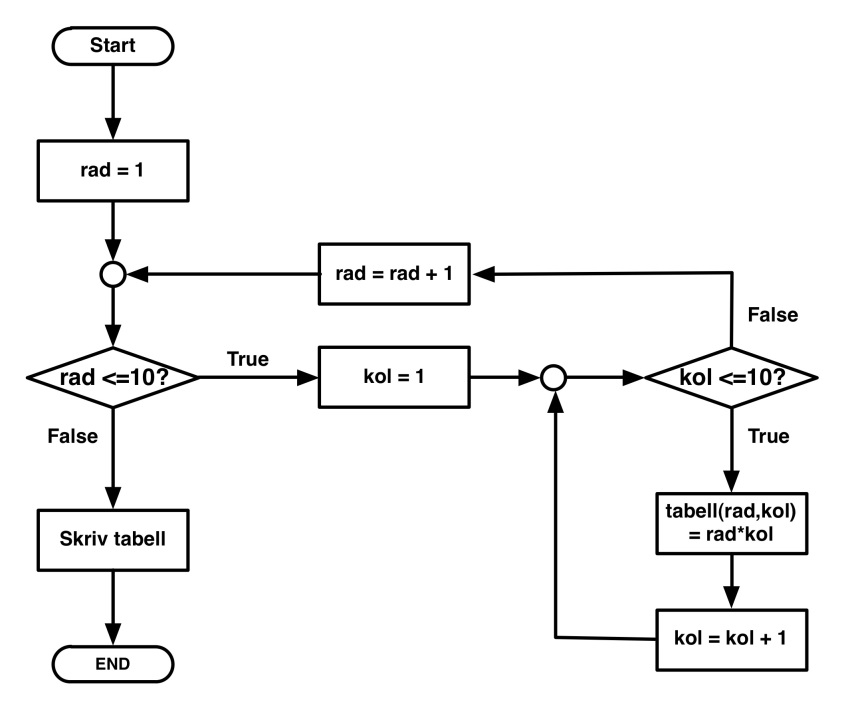 Start
rad = 1
rad = rad + 1
False
rad <=10?
True
kol = 1
kol <=10?
False
True
tabell(rad,kol)
= rad*kol
Skriv tabell
kol = kol + 1
END